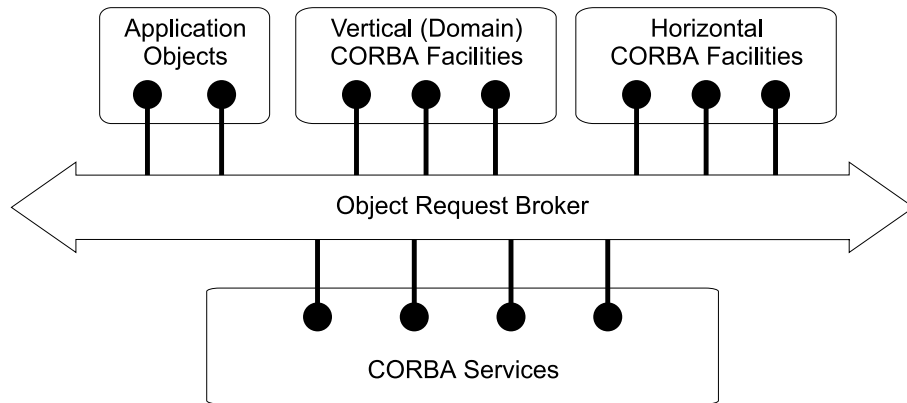 Application
Objects
Vertical (Domain)
CORBA Facilities
Horizontal
CORBA Facilities
Object Request Broker
CORBA Services